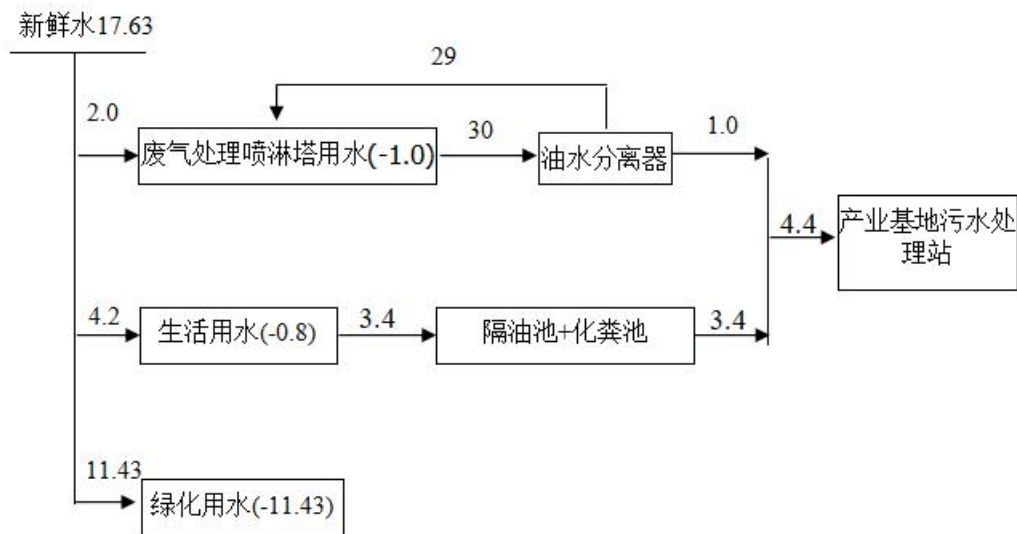 新鲜水17.63
29
2.0
废气处理喷淋塔用水(-1.0)
30
油水分离器
1.0
4.4
产业基地污水处
理站
4.2
生活用水(-0.8)
3.4
隔油池+化粪池
3.4
11.43
绿化用水(-11.43)